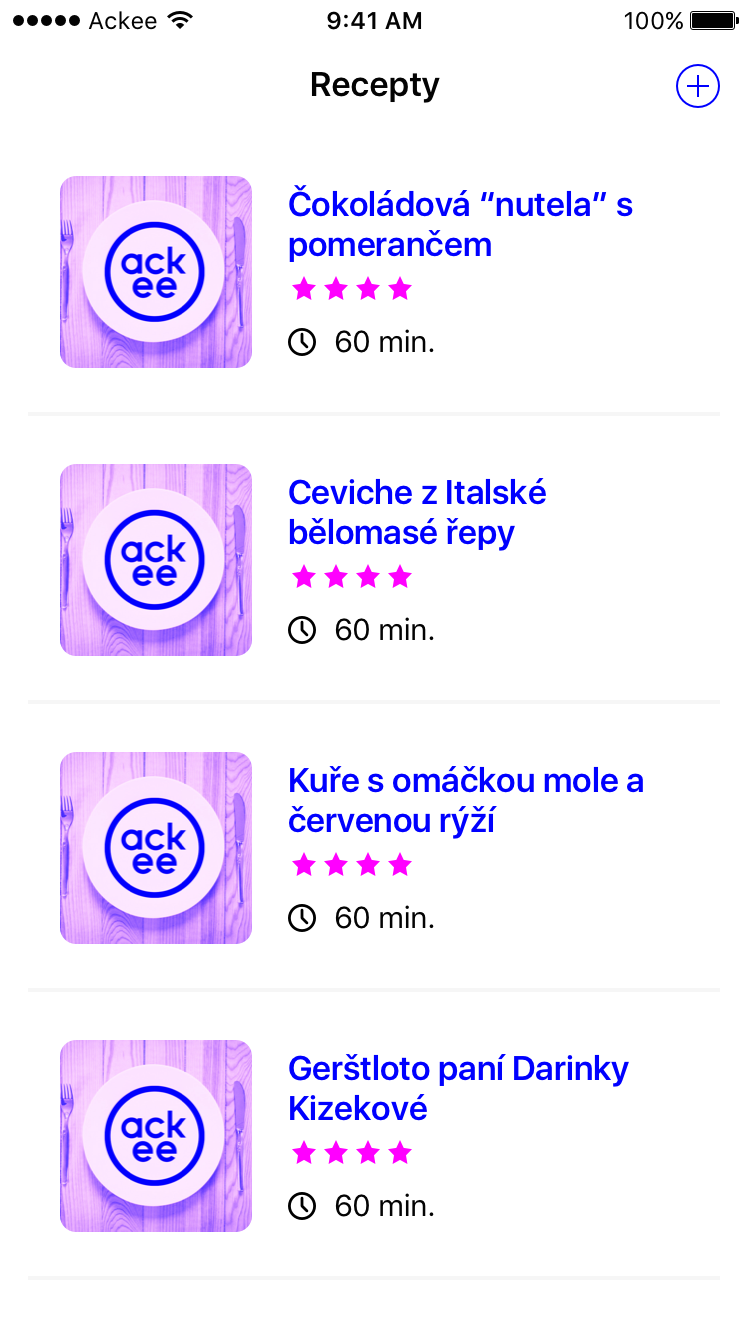 Ackee 9:41 AM 100%
Recepty
ack
ee
Čokoládová “nutela” s
pomerančem
60 min.
ack
ee
Ceviche z Italské
bělomasé řepy
60 min.
ack
ee
Kuře s omáčkou mole a
červenou rýží
60 min.
ack
ee
Gerštloto paní Darinky
Kizekové
60 min.